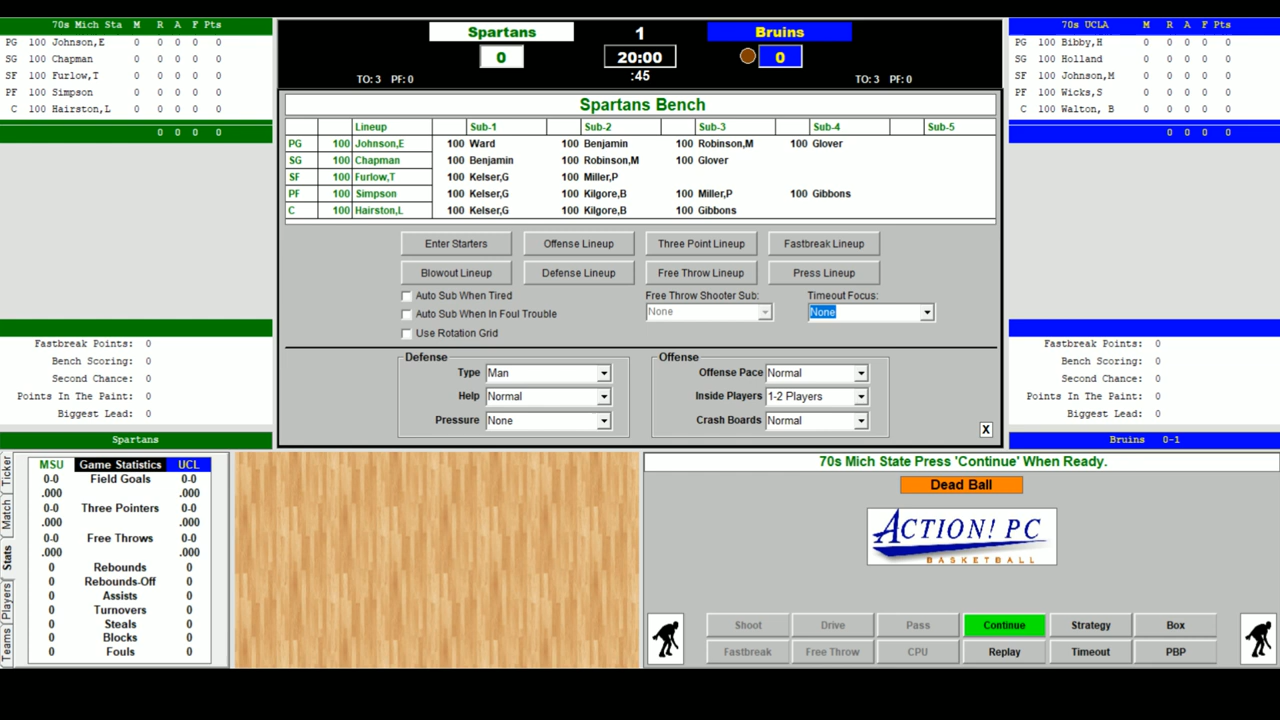 70s Mich Sta M R A F Pts
PG 100 Johnson,E 0 0 0 0 0
SG 100 Chapman 0 0 0 0 0
SF 100 Furlow,T 0 0 0 0 0
PF 100 Simpson 0 0 0 0 0
C 100 Hairston,L 0 0 0 0 0
0 0 0 0
Fastbreak Points: 0
Bench Scoring: 0
Second Chance: 0
Points In The Paint: 0
Biggest Lead: 0
Spartans
Spartans 1 Bruins
0 20:00 0
:45
TO: 3 PF: 0 TO: 3 PF: 0
Spartans Bench
Lineup Sub-1 Sub-2 Sub-3 Sub-4 Sub-5
PG 100 Johnson,E 100 Ward 100 Benjamin 100 Robinson,M 100 Glover
SG 100 Chapman 100 Benjamin 100 Robinson,M 100 Glover
SF 100 Furlow,T 100 Kelser,G 100 Miller,P
PF 100 Simpson 100 Kelser,G 100 Kilgore,B 100 Miller,P 100 Gibbons
C 100 Hairston,L 100 Kelser,G 100 Kilgore,B 100 Gibbons
Enter Starters Offense Lineup Three Point Lineup Fastbreak Lineup
Blowout Lineup Defense Lineup Free Throw Lineup Press Lineup
Auto Sub When Tired Free Throw Shooter Sub: Timeout Focus:
Auto Sub When In Foul Trouble None None
Use Rotation Grid
Defense Offense
Type Man Offense Pace Normal
Help Normal Inside Players 1-2 Players
Pressure None Crash Boards Normal
X
70s UCLA M R A F Pts
PG 100 Bibby,H 0 0 0 0 0
SG 100 Holland 0 0 0 0 0
SF 100 Johnson,M 0 0 0 0 0
PF 100 Wicks,S 0 0 0 0 0
C 100 Walton, B 0 0 0 0 0
0 0 0 0
Fastbreak Points: 0
Bench Scoring: 0
Second Chance: 0
Points In The Paint: 0
Biggest Lead: 0
Bruins 0-1
Ticker
Match
Stats
Players
Teams
MSU Game Statistics UCL
0-0 Field Goals 0-0
.000 .000
0-0 Three Pointers 0-0
.000 .000
0-0 Free Throws 0-0
.000 .000
0 Rebounds 0
0 Rebounds-Off 0
0 Assists 0
0 Turnovers 0
0 Steals 0
0 Blocks 0
0 Fouls 0
70s Mich State Press 'Continue' When Ready.
Dead Ball
ACTION! PC
BASKETBALL
Shoot Drive Pass Continue Strategy Box
Fastbreak Free Throw CPU Replay Timeout PBP